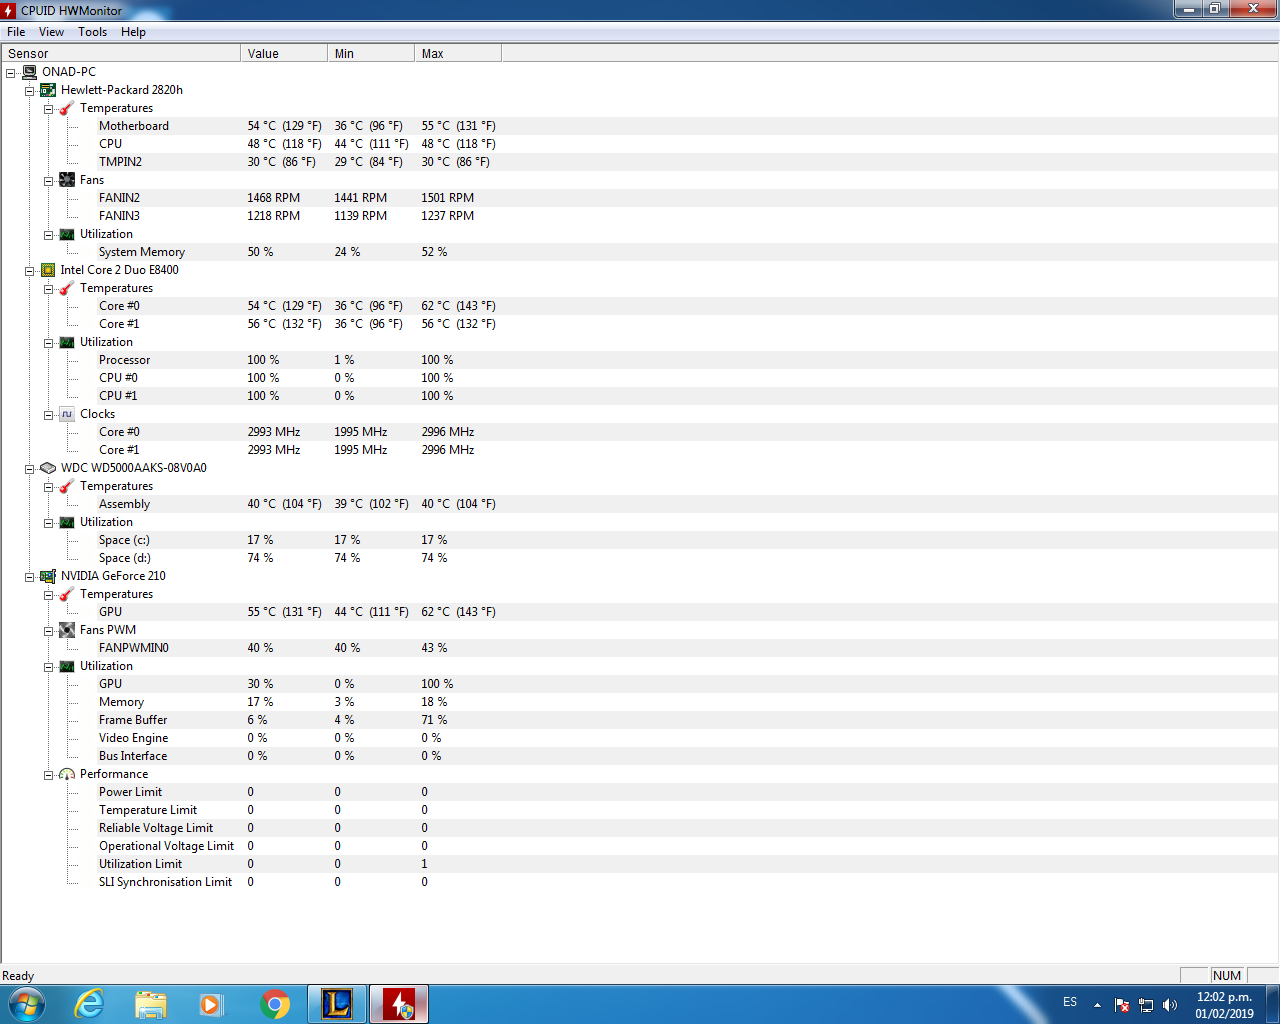 CPUID HWMonitor
File View Tools Help
Sensor Value Min Max
ONAD-PC
Hewlett-Packard 2820h
Temperatures
Motherboard 54 °C (129 °F) 36 °C (96 °F) 55 °C (131 °F)
CPU 48 °C (118 °F) 44 °C (111 °F) 48 °C (118 °F)
TMPIN2 30 °C (86 °F) 29 °C (84 °F) 30 °C (86 °F)
Fans
FANIN2 1468 RPM 1441 RPM 1501 RPM
FANIN3 1218 RPM 1139 RPM 1237 RPM
Utilization
System Memory 50 % 24 % 52 %
Intel Core 2 Duo E8400
Temperatures
Core #0 54 °C (129 °F) 36 °C (96 °F) 62 °C (143 °F)
Core #1 56 °C (132 °F) 36 °C (96 °F) 56 °C (132 °F)
Utilization
Processor 100 % 1 % 100 %
CPU #0 100 % 0 % 100 %
CPU #1 100 % 0 % 100 %
Clocks
Core #0 2993 MHz 1995 MHz 2996 MHz
Core #1 2993 MHz 1995 MHz 2996 MHz
WDC WD5000AAKS-08V0A0
Temperatures
Assembly 40 °C (104 °F) 39 °C (102 °F) 40 °C (104 °F)
Utilization
Space (c:) 17 % 17 % 17 %
Space (d:) 74 % 74 % 74 %
NVIDIA GeForce 210
Temperatures
GPU 55 °C (131 °F) 44 °C (111 °F) 62 °C (143 °F)
Fans PWM
FANPWMIN0 40 % 40 % 43 %
Utilization
GPU 30 % 0 % 100 %
Memory 17 % 3 % 18 %
Frame Buffer 6 % 4 % 71 %
Video Engine 0 % 0 % 0 %
Bus Interface 0 % 0 % 0 %
Performance
Power Limit 0 0 0
Temperature Limit 0 0 0
Reliable Voltage Limit 0 0 0
Operational Voltage Limit 0 0 0
Utilization Limit 0 0 1
SLI Synchronisation Limit 0 0 0
Ready NUM
L
ES
12:02 p.m.
01/02/2019